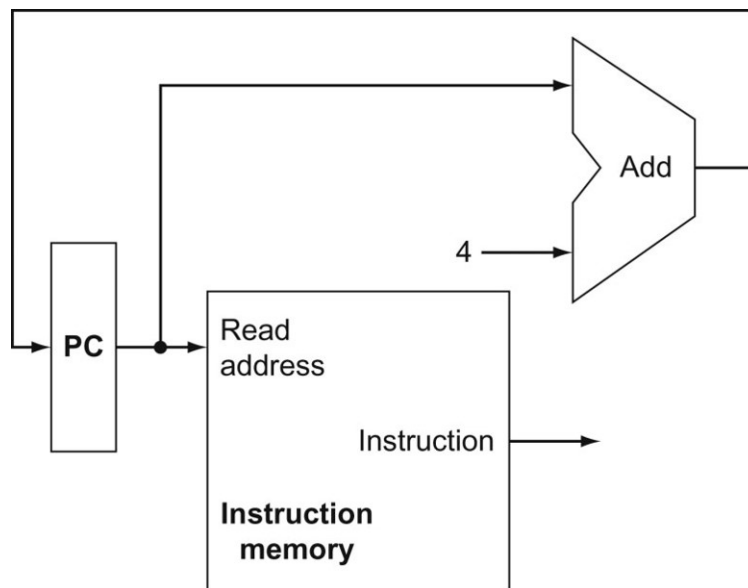 Add
4
PC
Read
address
Instruction
Instruction
memory